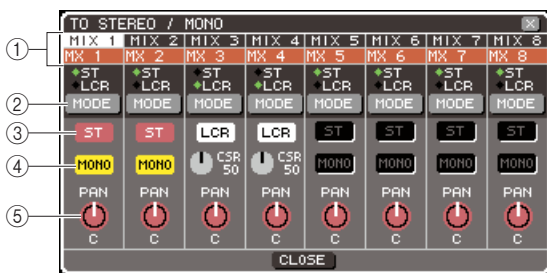 TO STEREO / MONO
MIX 1 MIX 2 MIX 3 MIX 4 MIX 5 MIX 6 MIX 7 MIX 8
① MX 1 MX 2 MX 3 MX 4 MX 5 MX 6 MX 7 MX 8
ST ST ST ST ST ST ST ST
LCR LCR LCR LCR LCR LCR LCR LCR
② MODE MODE MODE MODE MODE MODE MODE MODE
③ ST ST LCR LCR ST ST ST ST
④ MONO MONO CSR 50 CSR 50 MONO MONO MONO MONO
PAN PAN PAN PAN PAN PAN PAN PAN
⑤
C C C C C C C C
CLOSE